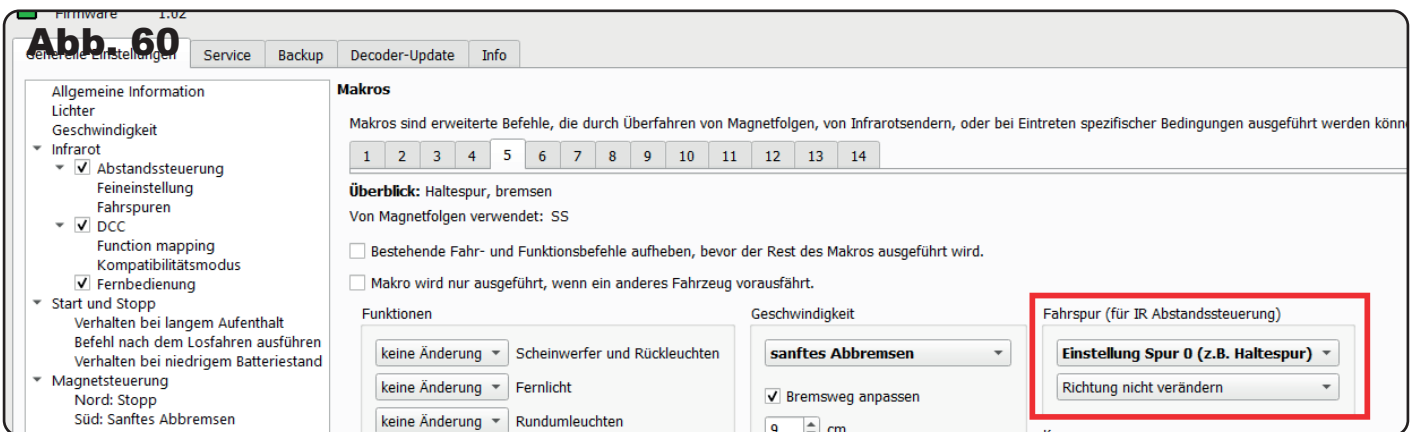 Firmware 1.02
Abb. 60
Generelle Einstellungen Service Backup Decoder-Update Info
Allgemeine Information
Lichter
Geschwindigkeit
Infrarot
Abstandssteuerung
Feineinstellung
Fahrspuren
DCC
Function mapping
Kompatibilitätsmodus
Fernbedienung
Start und Stopp
Verhalten bei langem Aufenthalt
Befehl nach dem Losfahren ausführen
Verhalten bei niedrigem Batteriestand
Magnetsteuerung
Nord: Stopp
Süd: Sanftes Abbremsen
Makros
Makros sind erweiterte Befehle, die durch Überfahren von Magnetfolgen, von Infrarotsendern, oder bei Eintreten spezifischer Bedingungen ausgeführt werden könne
1 2 3 4 5 6 7 8 9 10 11 12 13 14
Überblick: Haltespur, bremsen
Von Magnetfolgen verwendet: SS
Bestehende Fahr- und Funktionsbefehle aufheben, bevor der Rest des Makros ausgeführt wird.
Makro wird nur ausgeführt, wenn ein anderes Fahrzeug vorausfährt.
Funktionen
keine Änderung Scheinwerfer und Rückleuchten
keine Änderung Fernlicht
keine Änderung Rundumleuchten
Geschwindigkeit
sanftes Abbremsen
Bremsweg anpassen
9 cm
Fahrspur (für IR Abstandssteuerung)
Einstellung Spur 0 (z.B. Haltespur)
Richtung nicht verändern